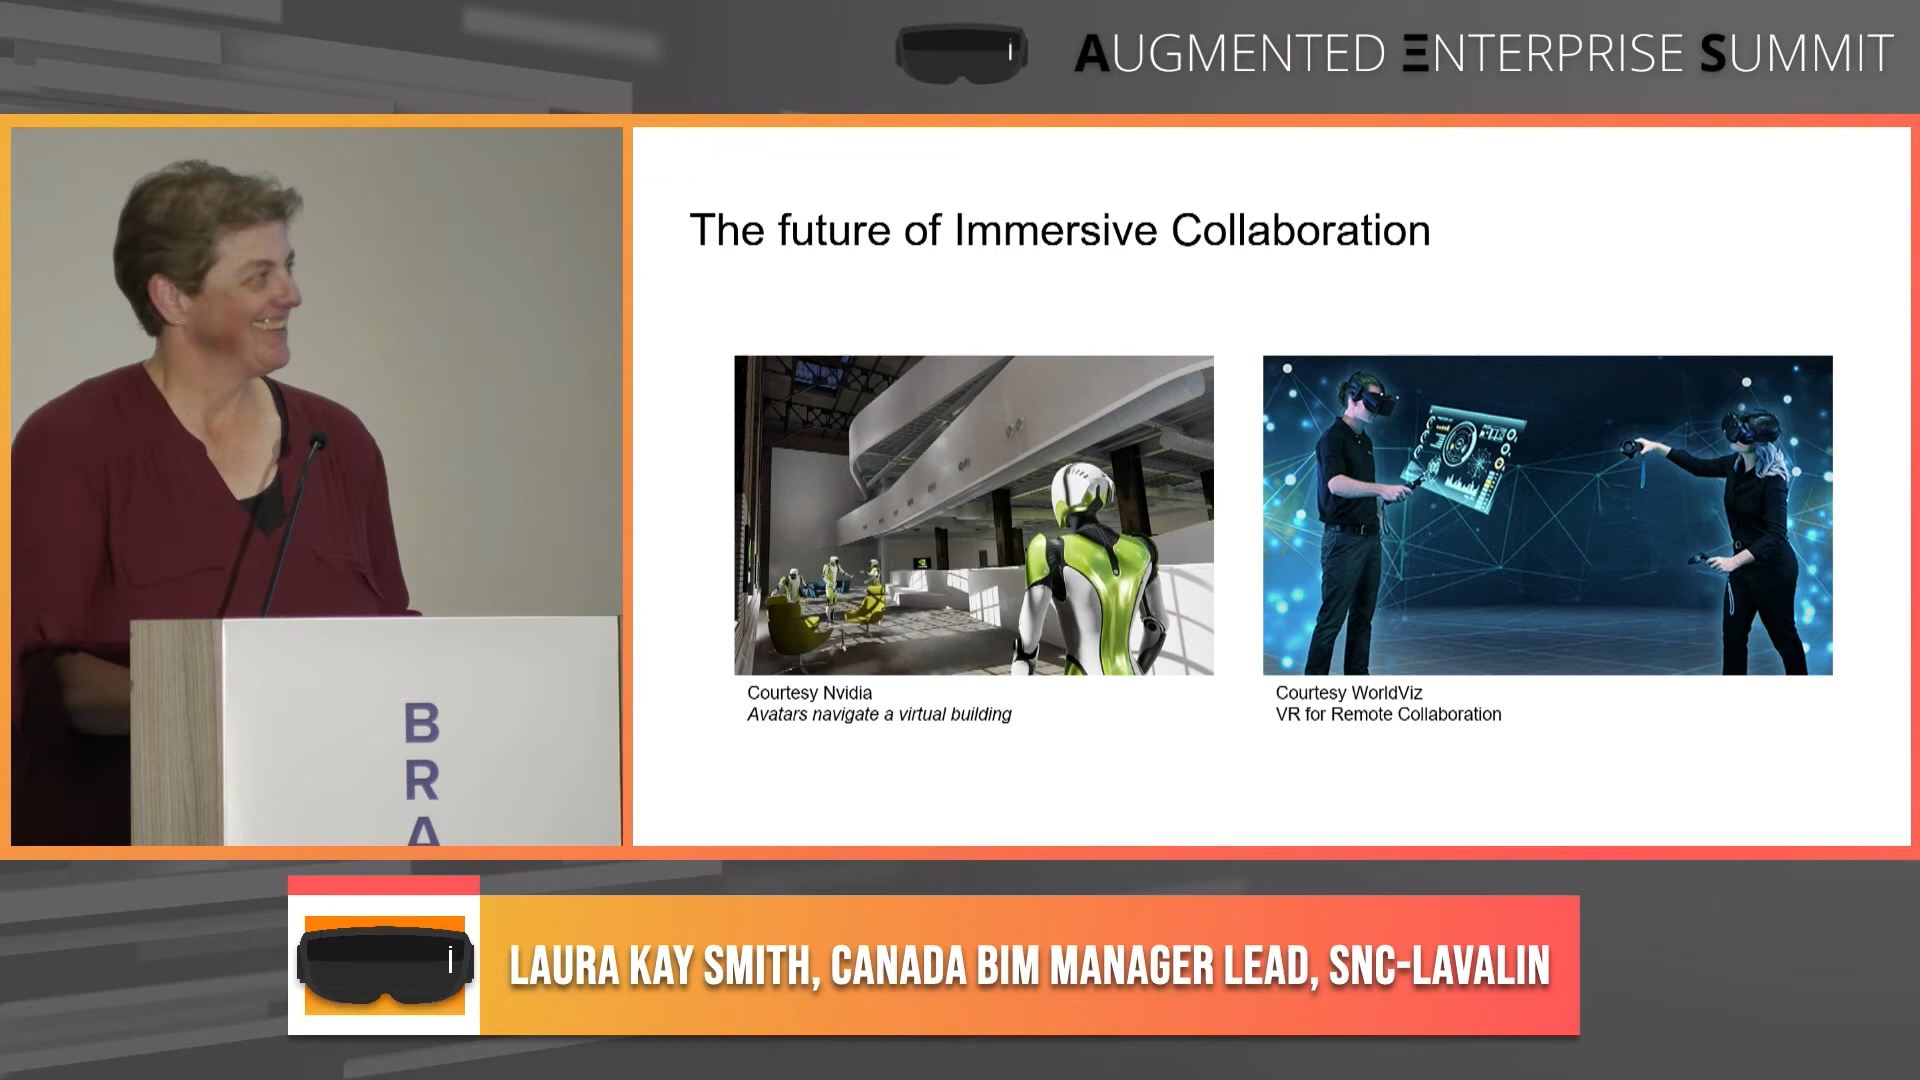 AUGMENTED ENTERPRISE SUMMIT
The future of Immersive Collaboration
Courtesy Nvidia
Avatars navigate a virtual building
Courtesy WorldViz
VR for Remote Collaboration
B
R
A
LAURA KAY SMITH, CANADA BIM MANAGER LEAD, SNC-LAVALIN